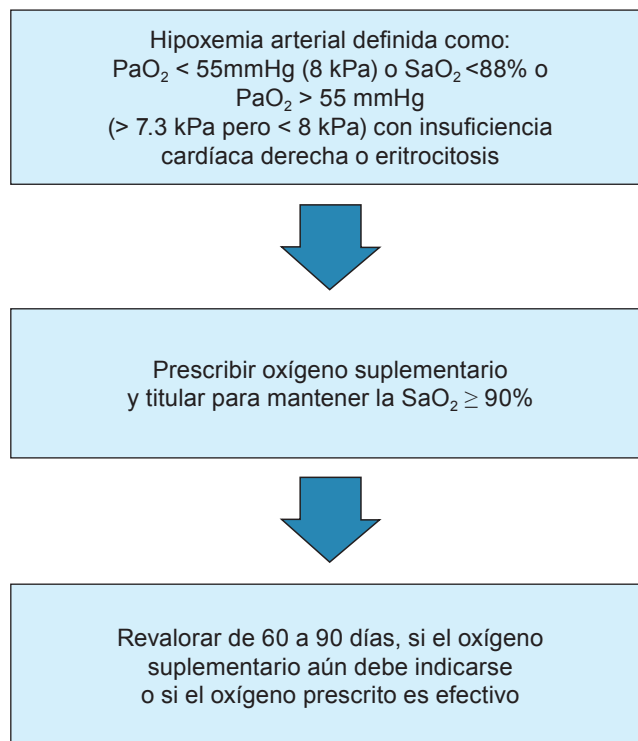 Hipoxemia arterial definida como:
PaO₂ < 55mmHg (8 kPa) o SaO₂ <88% o
PaO₂ > 55 mmHg
(> 7.3 kPa pero < 8 kPa) con insuficiencia
cardíaca derecha o eritrocitosis
Prescribir oxígeno suplementario
y titular para mantener la SaO₂ ≥ 90%
Revalorar de 60 a 90 días, si el oxígeno
suplementario aún debe indicarse
o si el oxígeno prescrito es efectivo